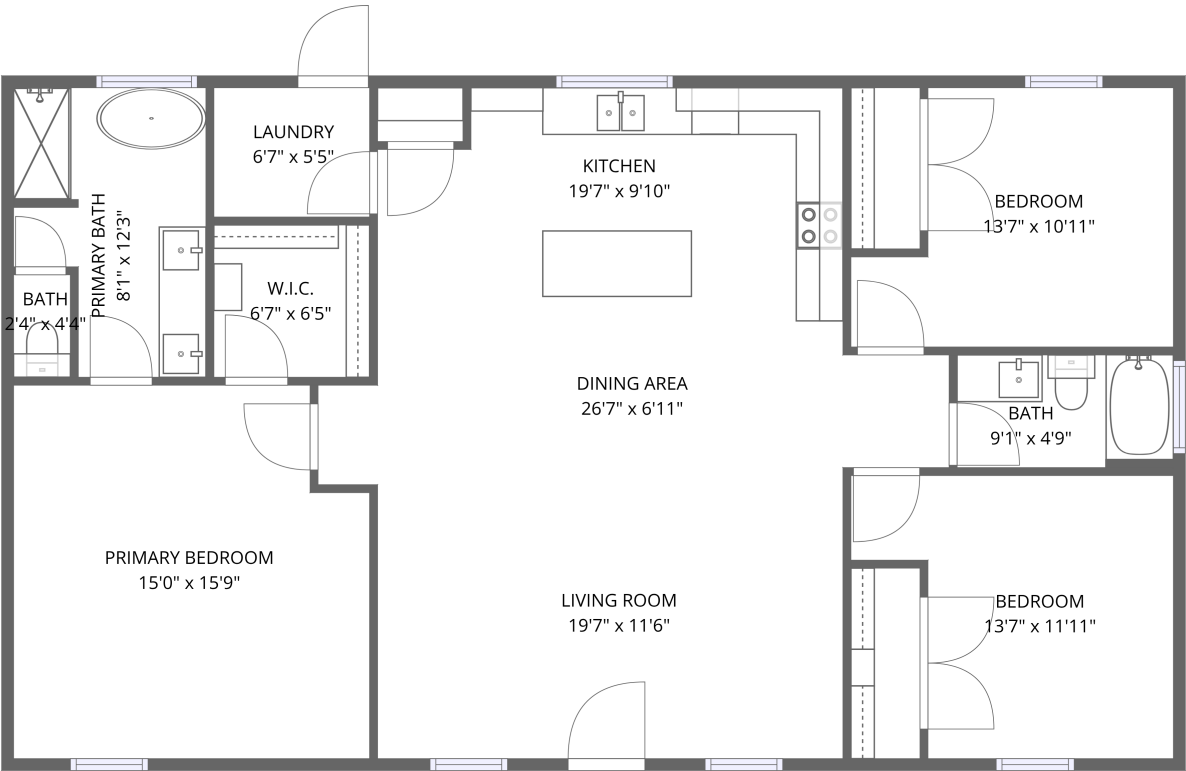 LAUNDRY
6'7" x 5'5"
KITCHEN
19'7" x 9'10"
BEDROOM
13'7" x 10'11"
PRIMARY BATH
8'1" x 12'3"
BATH
2'4" x 4'4"
W.I.C.
6'7" x 6'5"
DINING AREA
26'7" x 6'11"
BATH
9'1" x 4'9"
PRIMARY BEDROOM
15'0" x 15'9"
LIVING ROOM
19'7" x 11'6"
BEDROOM
13'7" x 11'11"